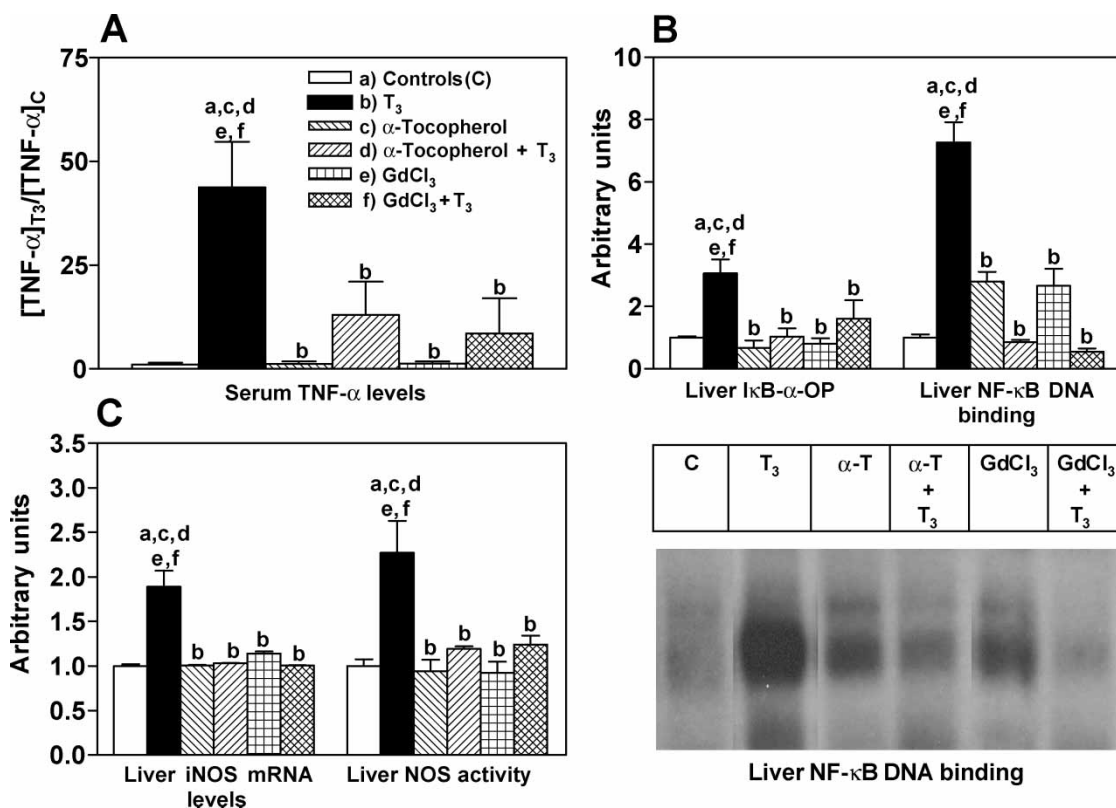 A
[TNF-α]T3/[TNF-α]C
75
50
25
0
a,c,d
e,f
b
b
b
b
a) Controls(C)
b) T3
c) α-Tocopherol
d) α-Tocopherol + T3
e) GdCl3
f) GdCl3+T3
Serum TNF-α levels
B
Arbitrary units
10
8
6
4
2
0
a,c,d
e,f
b
b
b
b
a,c,d
e,f
b
b
b
b
Liver IκB-α-OP
Liver NF-κB DNA
binding
C
Arbitrary units
3.5
3.0
2.5
2.0
1.5
1.0
0.5
0.0
a,c,d
e,f
b
b
b
b
a,c,d
e,f
b
b
b
b
Liver iNOS mRNA
levels
Liver NOS activity
C
T3
α-T
α-T
+
T3
GdCl3
GdCl3
+
T3
Liver NF-κB DNA binding